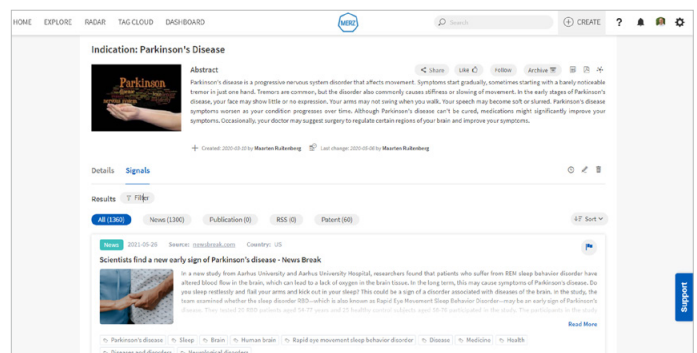 HOME EXPLORE RADAR TAG CLOUD DASHBOARD MERZ Search CREATE ?
Indication: Parkinson's Disease
Parkinson
Abstract Share Like Follow Archive
Parkinson's disease is a progressive nervous system disorder that affects movement. Symptoms start gradually, sometimes starting with a barely noticeable
tremor in just one hand. Tremors are common, but the disorder also commonly causes stiffness or slowing of movement. In the early stages of Parkinson's
disease, your face may show little or no expression. Your arms may not swing when you walk. Your speech may become soft or slurred. Parkinson's disease
symptoms worsen as your condition progresses over time. Although Parkinson's disease can't be cured, medications might significantly improve your
symptoms. Occasionally, your doctor may suggest surgery to regulate certain regions of your brain and improve your symptoms.
Created: by Maarten Ruitenberg Last change: by Maarten Ruitenberg
Details Signals
Results Filter
All (1360) News (1300) Publication (0) RSS (0) Patent (60) Sort
News 2021-05-26 Source: newsbreak.com Country: US
Scientists find a new early sign of Parkinson's disease - News Break
In a new study from Aarhus University and Aarhus University Hospital, researchers found that patients who suffer from REM sleep behavior disorder have
altered blood flow in the brain, which can lead to a lack of oxygen in the brain tissue. In the long term, this may cause symptoms of Parkinson's disease. Do
you sleep restlessly and flail your arms and kick out in your sleep? This could be a sign of a disorder associated with diseases of the brain. In the study, the
team examined whether the sleep disorder RBD—which is also known as Rapid Eye Movement Sleep Behavior Disorder—may be an early sign of Parkinson's
Read More
Parkinson's disease Sleep Brain Human brain Rapid eye movement sleep behavior disorder Disease Medicine Health
Diseases and disorders Neurological disorders
Support